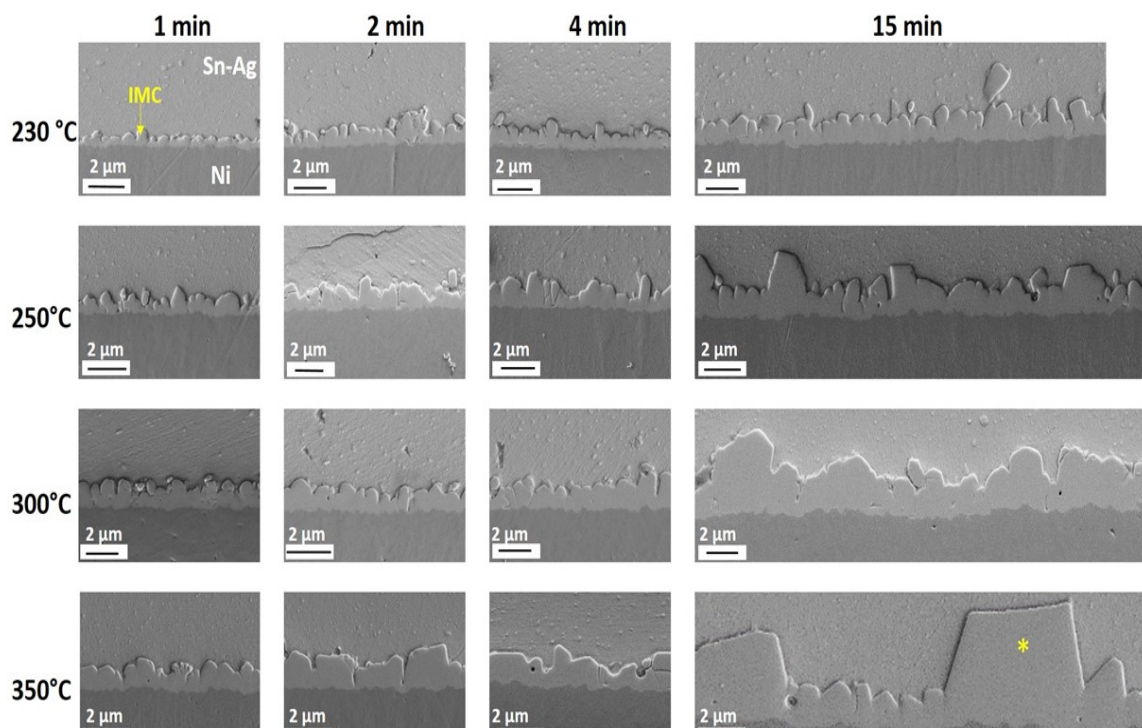 1 min 2 min 4 min 15 min
230 °C
Sn-Ag
IMC
Ni
2 µm 2 µm 2 µm 2 µm
250°C
2 µm 2 µm 2 µm 2 µm
300°C
2 µm 2 µm 2 µm 2 µm
350°C
*
2 µm 2 µm 2 µm 2 µm